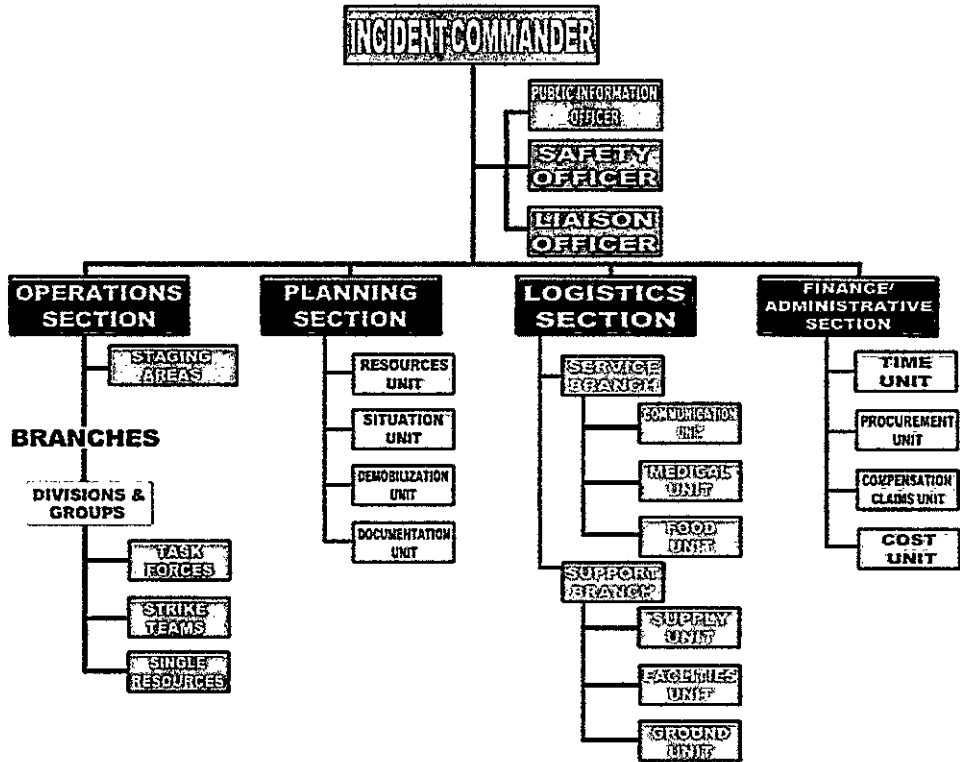 INCIDENT COMMANDER
PUBLIC INFORMATION
OFFICER
SAFETY
OFFICER
LIAISON
OFFICER
OPERATIONS
SECTION
STAGING
AREAS
BRANCHES
DIVISIONS &
GROUPS
TASK
FORCES
STRIKE
TEAMS
SINGLE
RESOURCES
PLANNING
SECTION
RESOURCES
UNIT
SITUATION
UNIT
DEMOBILIZATION
UNIT
DOCUMENTATION
UNIT
LOGISTICS
SECTION
SERVICE
BRANCH
COMMUNICATION
UNIT
MEDICAL
UNIT
FOOD
UNIT
SUPPORT
BRANCH
SUPPLY
UNIT
FACLITIES
UNIT
GROUND
UNIT
FINANCE/
ADMINISTRATIVE
SECTION
TIME
UNIT
PROCUREMENT
UNIT
COMPENSATION
CLAIMS UNIT
COST
UNIT